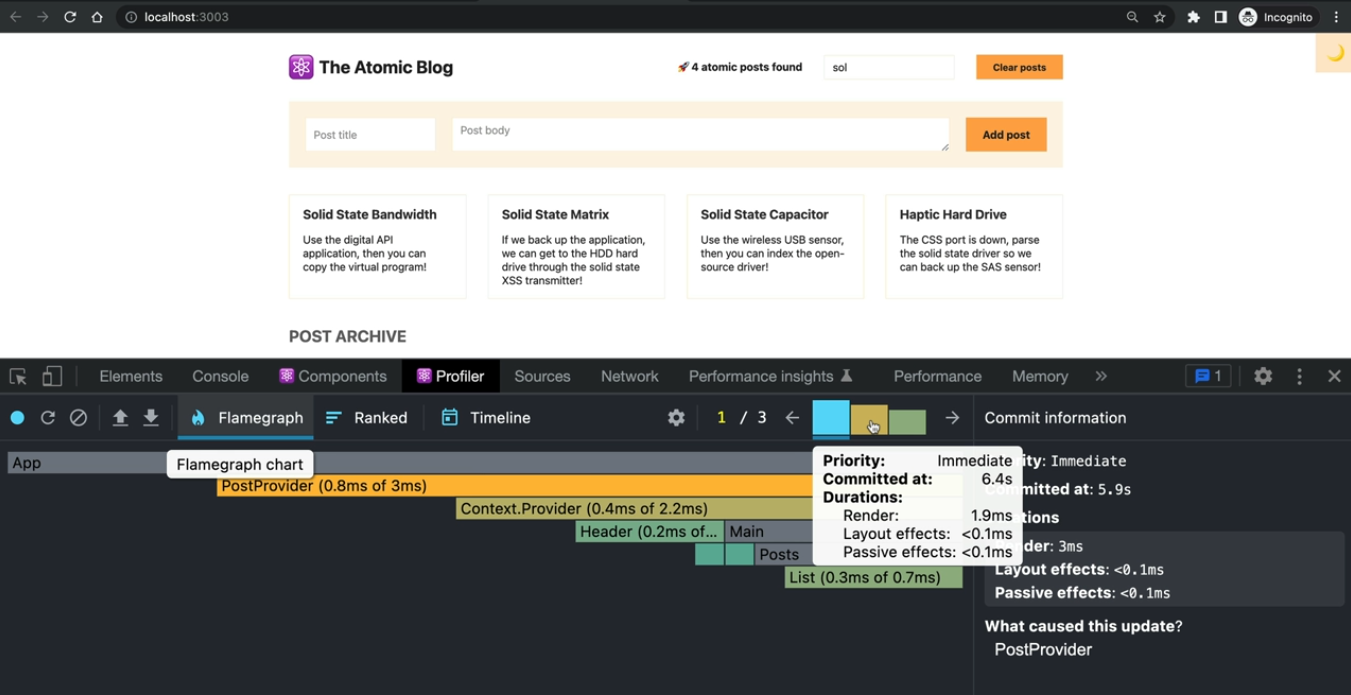 localhost:3003
Incognito
The Atomic Blog
🚀 4 atomic posts found
sol
Clear posts
Post title
Post body
Add post
Solid State Bandwidth
Use the digital API
application, then you can
copy the virtual program!
Solid State Matrix
If we back up the application,
we can get to the HDD hard
drive through the solid state
XSS transmitter!
Solid State Capacitor
Use the wireless USB sensor,
then you can index the open-
source driver!
Haptic Hard Drive
The CSS port is down, parse
the solid state driver so we
can back up the SAS sensor!
POST ARCHIVE
Elements
Console
Components
Profiler
Sources
Network
Performance insights
Performance
Memory
1
Flamegraph
Ranked
Timeline
1 / 3
Commit information
App
Flamegraph chart
PostProvider (0.8ms of 3ms)
Context.Provider (0.4ms of 2.2ms)
Header (0.2ms of...
Main
Posts
List (0.3ms of 0.7ms)
Priority: Immediate
Committed at: 6.4s
Durations:
Render: 1.9ms
Layout effects: <0.1ms
Passive effects: <0.1ms
ity: Immediate
ommitted at: 5.9s
ations
nder: 3ms
Layout effects: <0.1ms
Passive effects: <0.1ms
What caused this update?
PostProvider